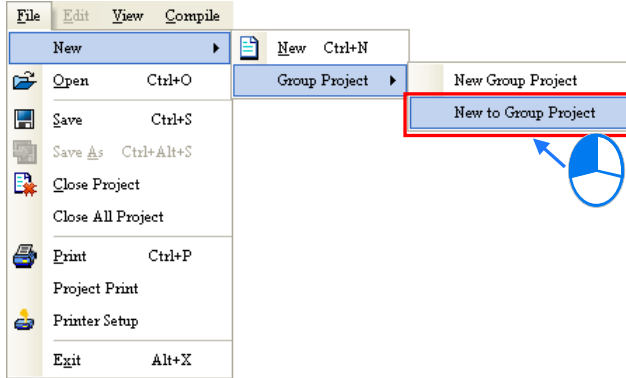 File Edit View Compile
New
New Ctrl+N
Open Ctrl+O
Group Project
New Group Project
New to Group Project
Save Ctrl+S
Save As Ctrl+Alt+S
Close Project
Close All Project
Print Ctrl+P
Project Print
Printer Setup
Exit Alt+X